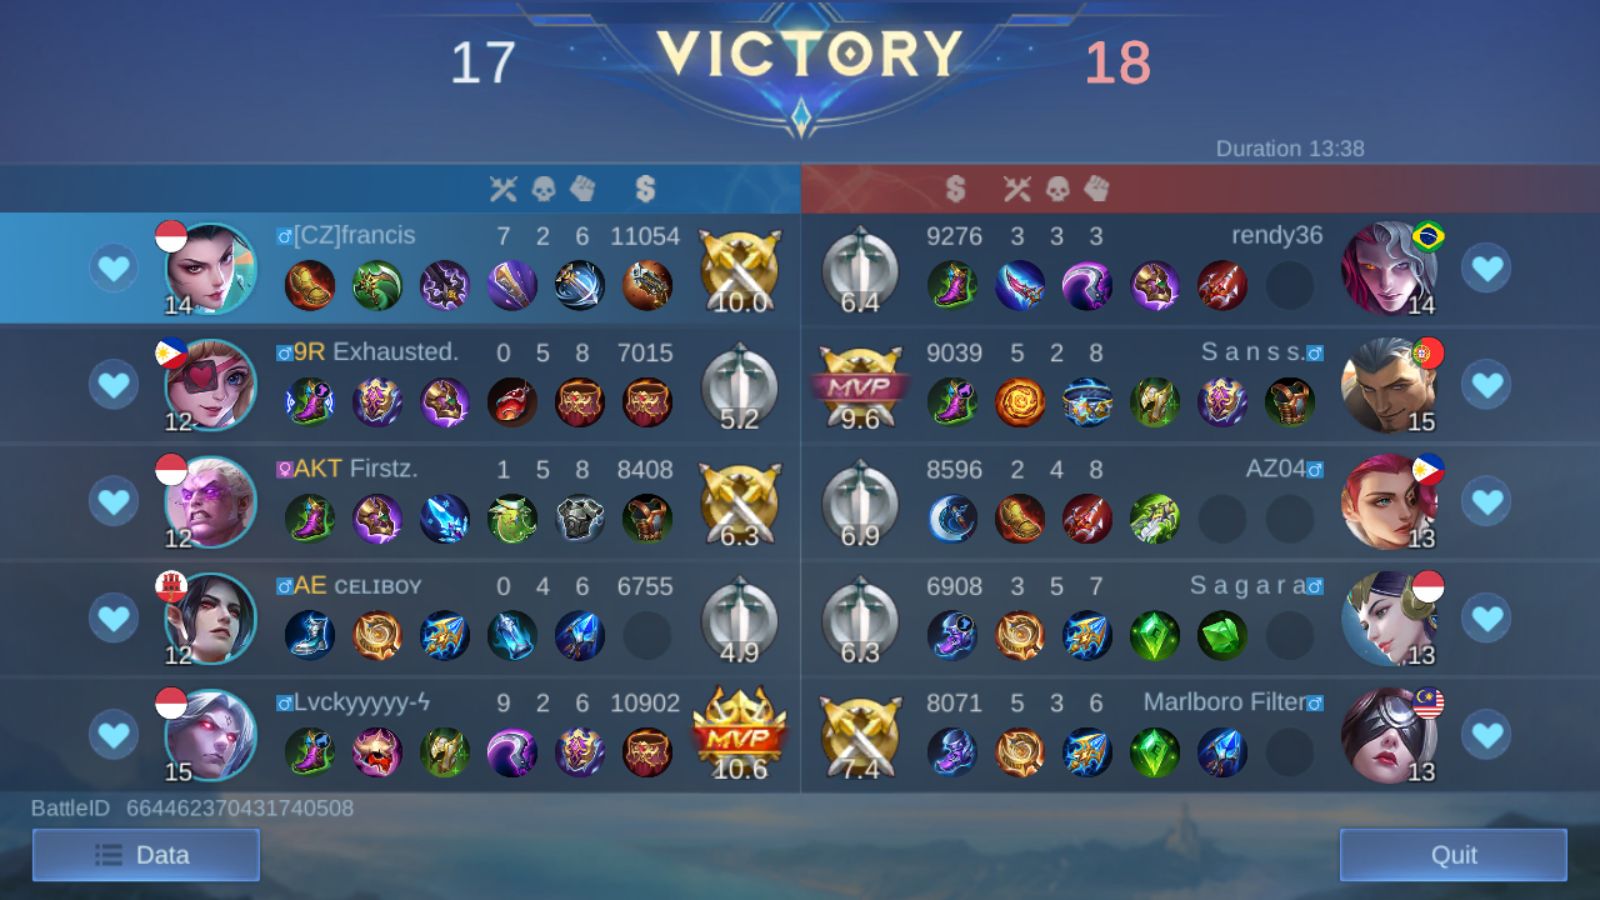 17 VICTORY 18
Duration 13:38
[CZ]francis 7 2 6 11054
14 10.0
9276 3 3 3 rendy36
6.4 14
9R Exhausted. 0 5 8 7015
12 5.2
9039 5 2 8 S a n s s.
MVP
9.6 15
AKT Firstz. 1 5 8 8408
12 6.3
8596 2 4 8 AZ04
6.9 13
AE ᴄᴇʟɪʙᴏʏ 0 4 6 6755
12 4.9
6908 3 5 7 S a g a r a
6.3 13
Lvckyyyyy-ϟ 9 2 6 10902
MVP
15 10.6
8071 5 3 6 Marlboro Filter
7.4 13
BattleID 664462370431740508
Data
Quit